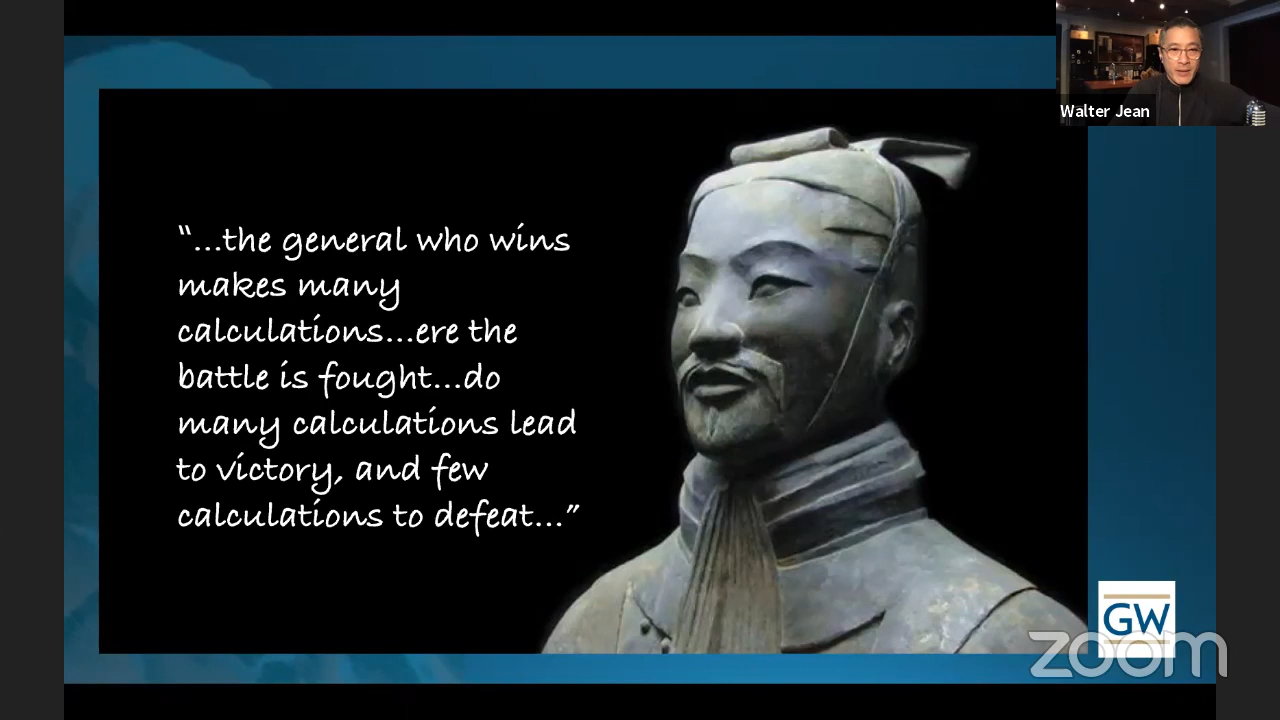 Walter Jean
“...the general who wins
makes many
calculations...ere the
battle is fought...do
many calculations lead
to victory, and few
calculations to defeat...”
GW
zoom